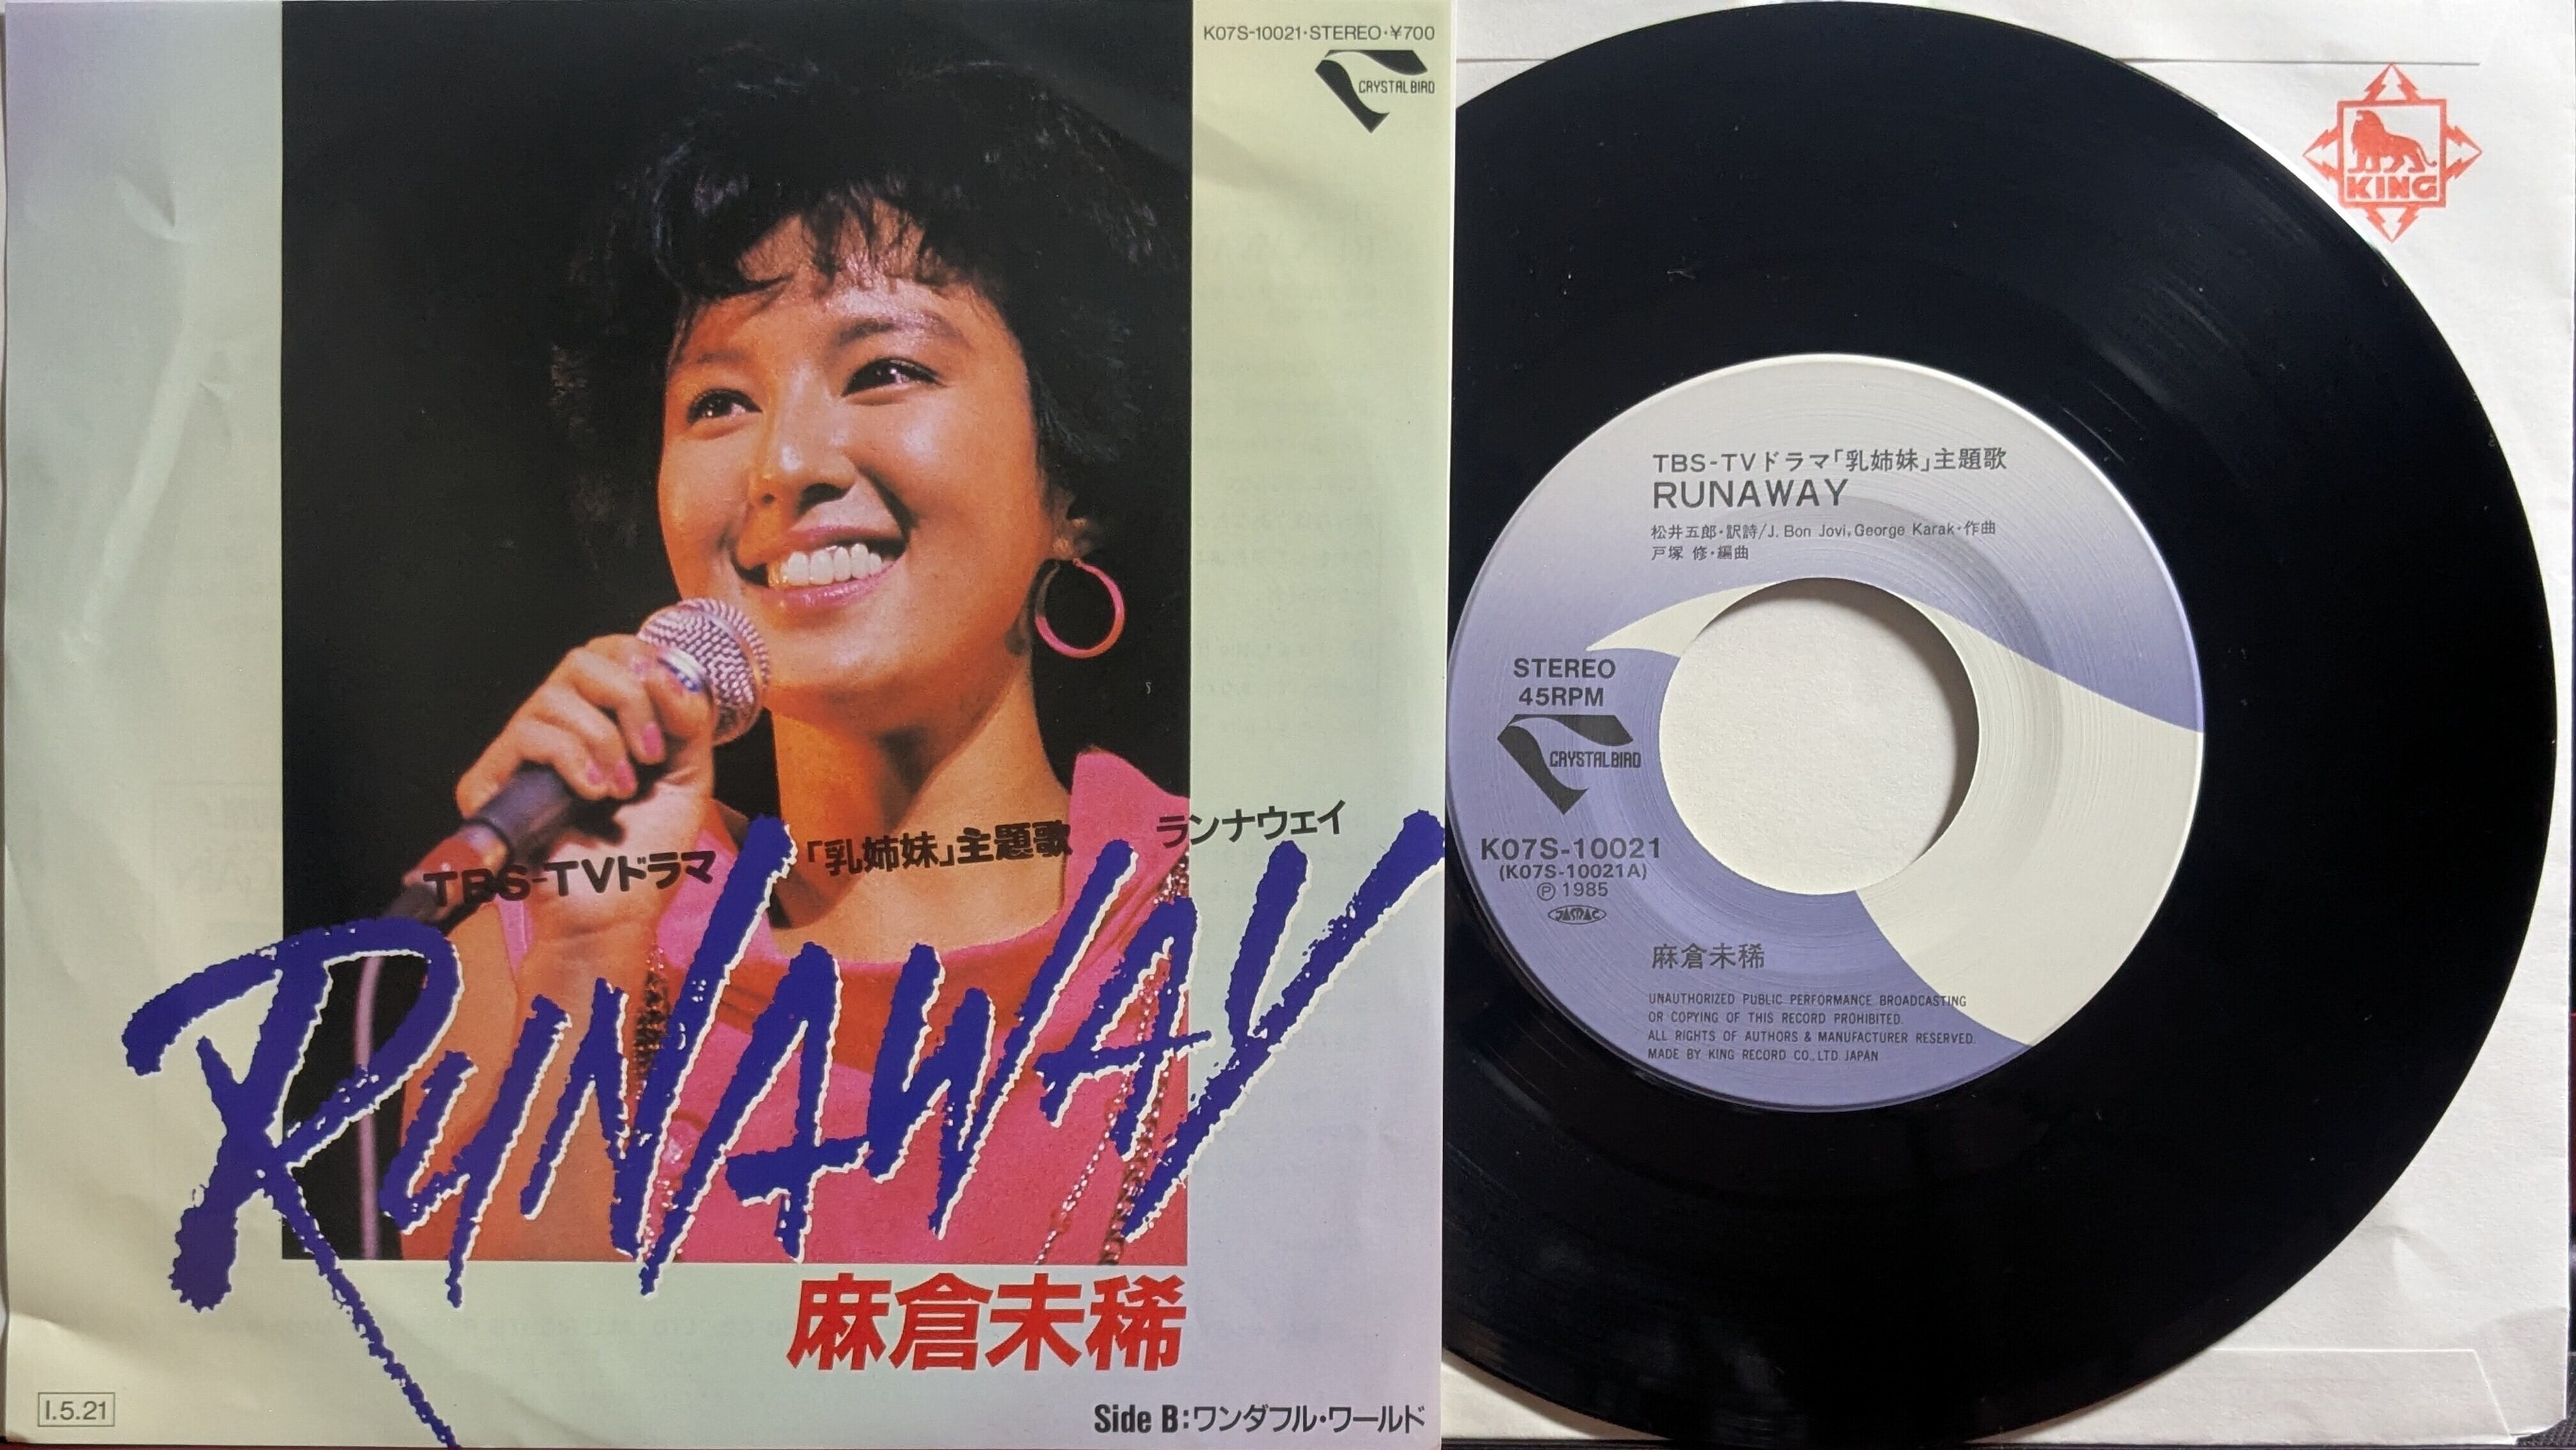 K07S-10021・STEREO・¥700
CRYSTAL BIRD
TBS-TVドラマ「乳姉妹」主題歌
ランナウェイ
RUNAWAY
麻倉未稀
I.5.21
Side B:ワンダフル・ワールド
KING
TBS-TVドラマ「乳姉妹」主題歌
RUNAWAY
松井五郎・訳詩/J. Bon Jovi, George Karak・作曲
戸塚 修・編曲
STEREO
45RPM
CRYSTAL BIRD
K07S-10021
(K07S-10021A)
Ⓟ 1985
JASRAC
麻倉未稀
UNAUTHORIZED PUBLIC PERFORMANCE BROADCASTING
OR COPYING OF THIS RECORD PROHIBITED.
ALL RIGHTS OF AUTHORS & MANUFACTURER RESERVED.
MADE BY KING RECORD CO., LTD. JAPAN